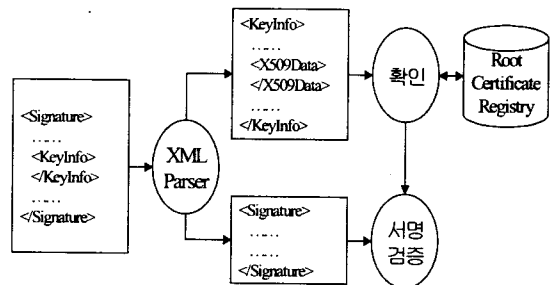 <Signature>
……
<KeyInfo>
</KeyInfo>
……
</Signature>
XML
Parser
<KeyInfo>
……
<X509Data>
</X509Data>
……
</KeyInfo>
확인
Root
Certificate
Registry
<Signature>
……
……
</Signature>
서명
검증